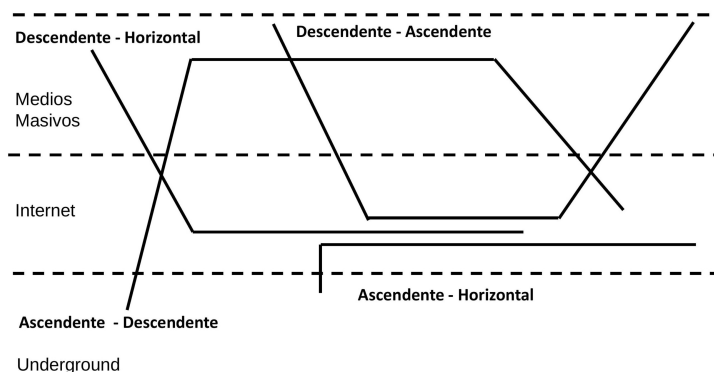 Descendente - Horizontal
Descendente - Ascendente
Medios
Masivos
Internet
Ascendente - Horizontal
Ascendente - Descendente
Underground